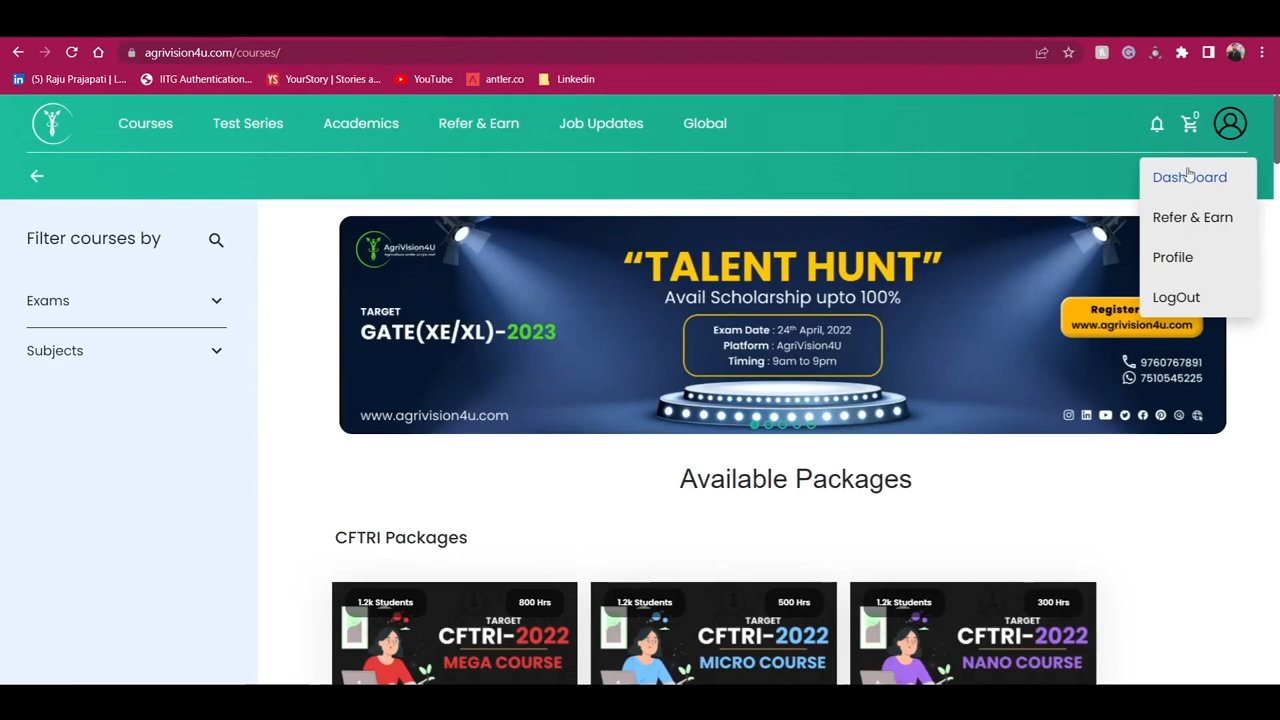 agrivision4u.com/courses/
(5) Raju Prajapati | L...
IITG Authentication...
YourStory | Stories a...
YouTube
antler.co
Linkedin
Courses
Test Series
Academics
Refer & Earn
Job Updates
Global
0
Dashboard
Refer & Earn
Profile
LogOut
Filter courses by
Exams
Subjects
AgriVision4U
TARGET
GATE(XE/XL)-2023
www.agrivision4u.com
“TALENT HUNT”
Avail Scholarship upto 100%
Exam Date : 24th April, 2022
Platform : AgriVision4U
Timing : 9am to 9pm
Register
www.agrivision4u.com
9760767891
7510545225
Available Packages
CFTRI Packages
1.2k Students
800 Hrs
TARGET
CFTRI-2022
MEGA COURSE
1.2k Students
500 Hrs
TARGET
CFTRI-2022
MICRO COURSE
1.2k Students
300 Hrs
TARGET
CFTRI-2022
NANO COURSE